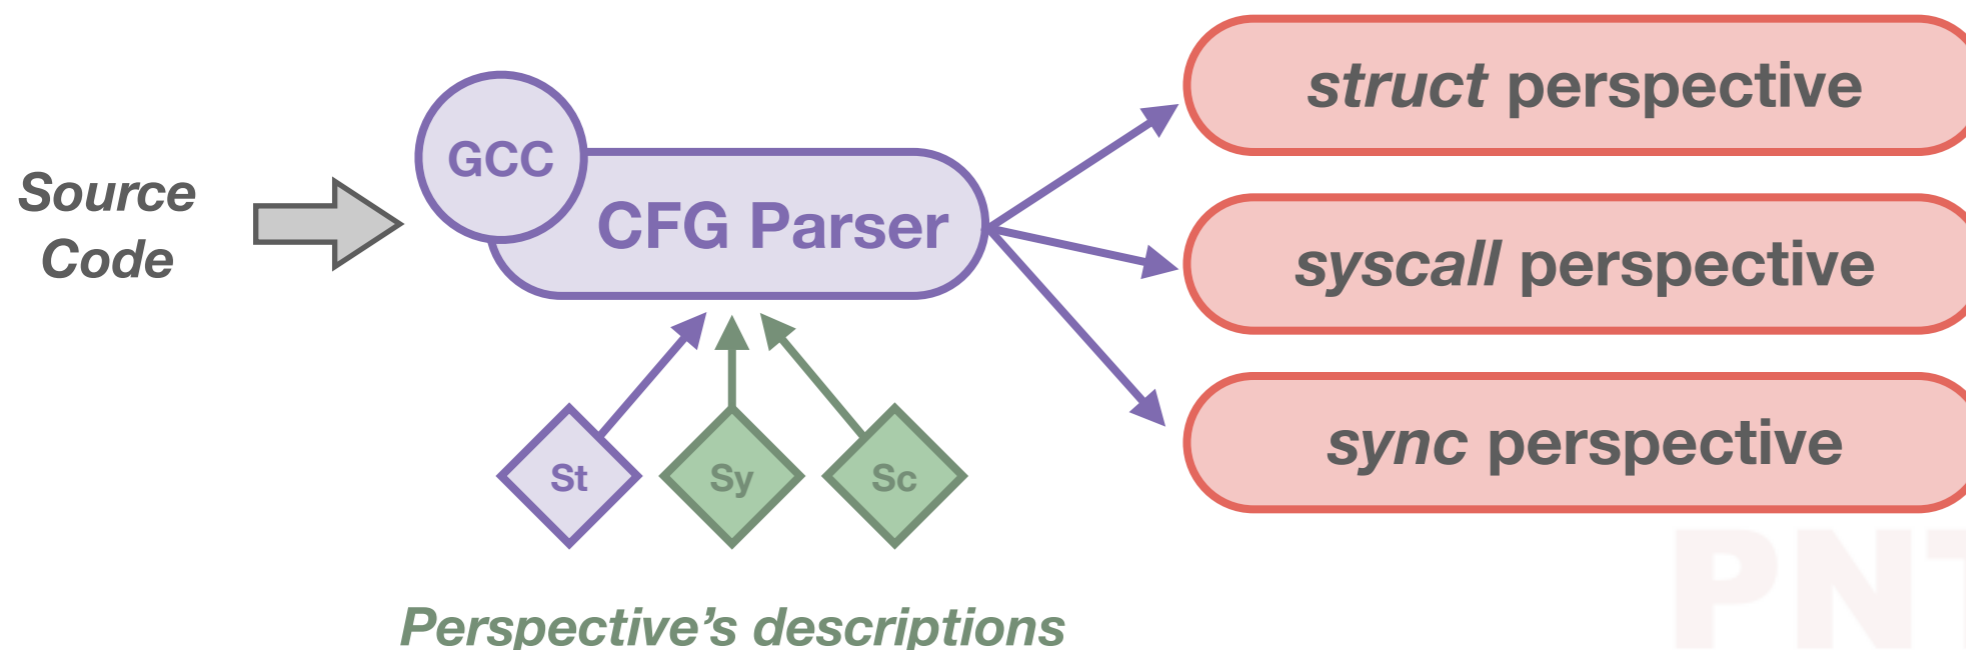 struct perspective
GCC
Source
Code
CFG Parser
syscall perspective
sync perspective
St
Sy
Sc
Perspective’s descriptions